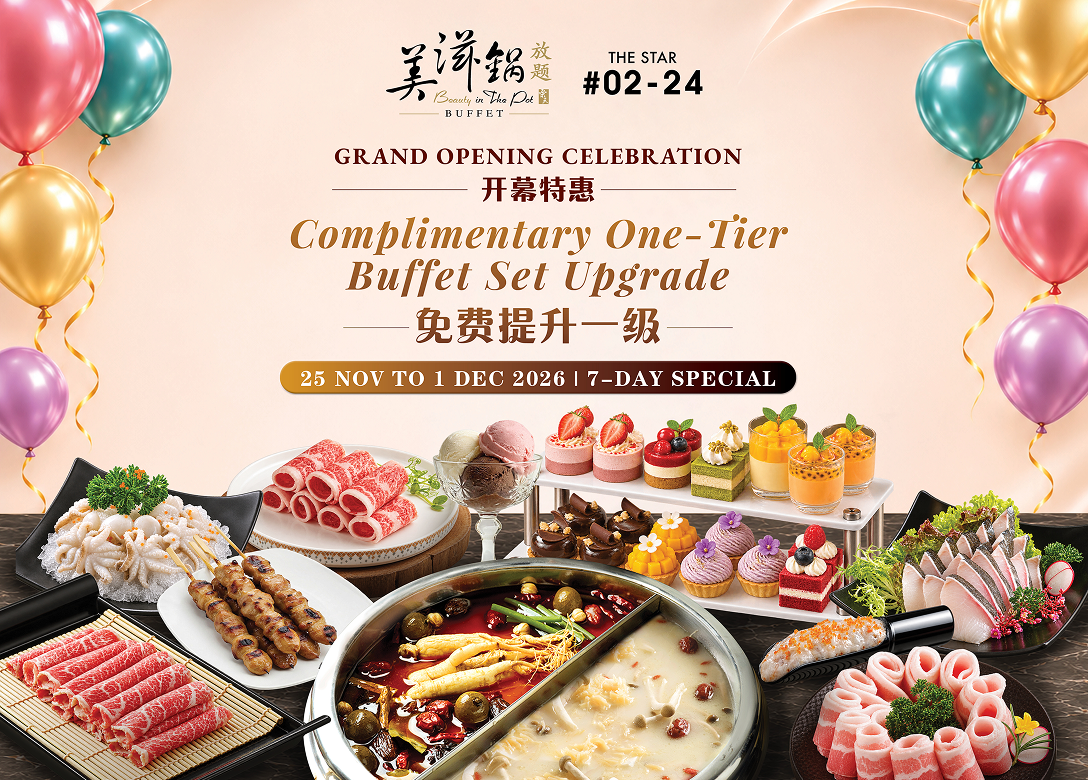 美滋锅
放题
Beauty in The Pot
BUFFET
THE STAR
#02-24
GRAND OPENING CELEBRATION
开幕特惠
Complimentary One-Tier
Buffet Set Upgrade
免费提升一级
25 NOV TO 1 DEC 2026 | 7-DAY SPECIAL